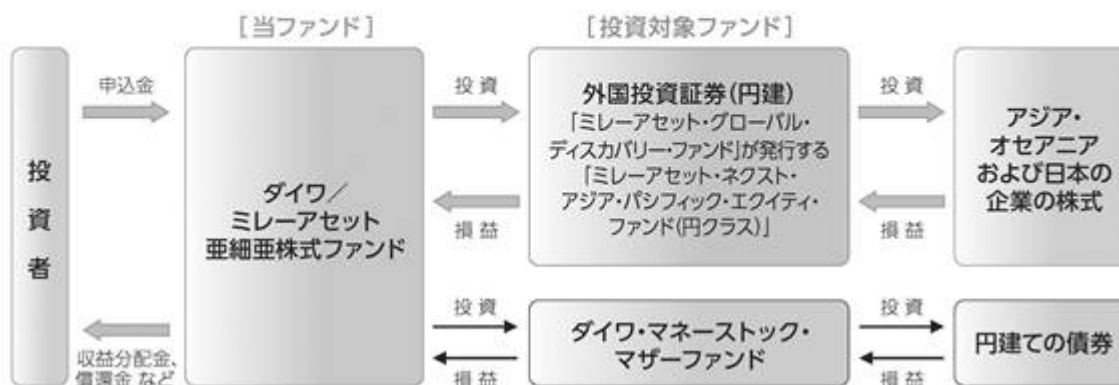 [当ファンド]
[投資対象ファンド]
投資者
申込金
収益分配金、
償還金 など
ダイワ／
ミレーアセット
亜細亜株式ファンド
投 資
損 益
外国投資証券(円建)
「ミレーアセット・グローバル・
ディスカバリー・ファンド」が発行する
「ミレーアセット・ネクスト・
アジア・パシフィック・エクイティ・
ファンド(円クラス)」
投 資
損 益
アジア・
オセアニア
および日本の
企業の株式
投 資
損 益
ダイワ・マネーストック・
マザーファンド
投 資
損 益
円建ての債券